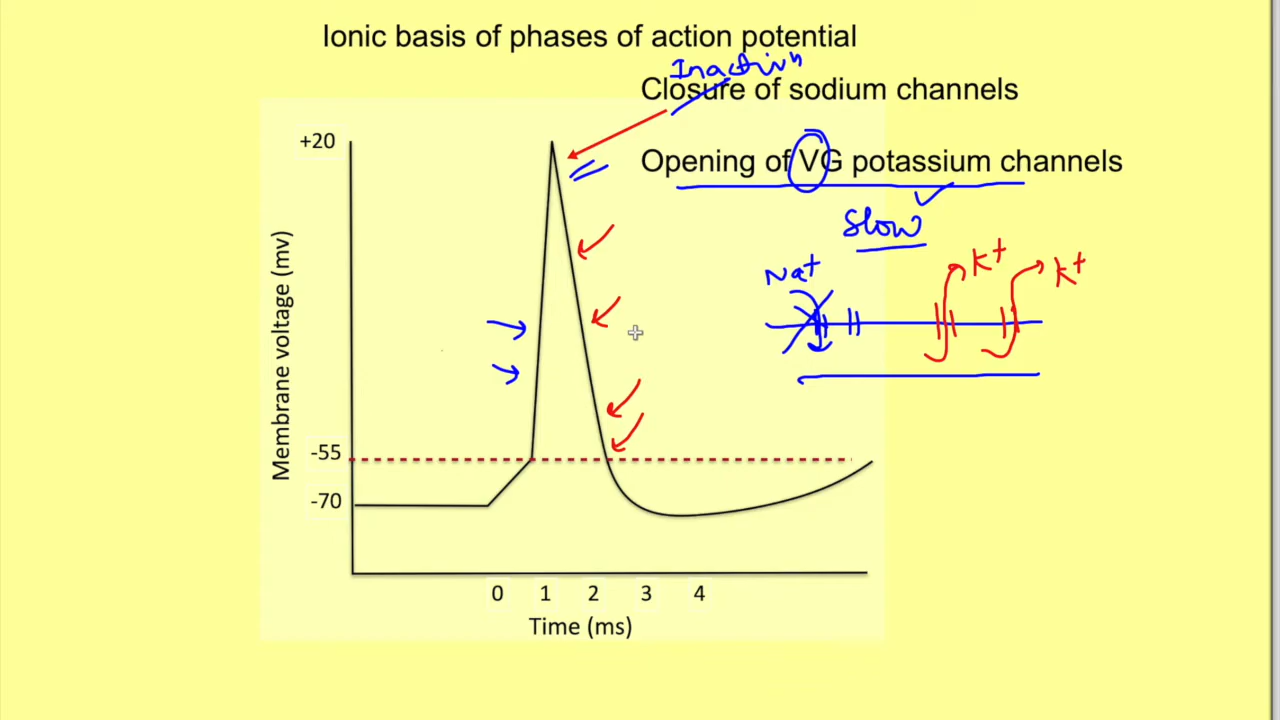 Ionic basis of phases of action potential
Closure of sodium channels
Opening of VG potassium channels
Slow
Na+
K+
K+
+20
-55
-70
Membrane voltage (mv)
0 1 2 3 4
Time (ms)